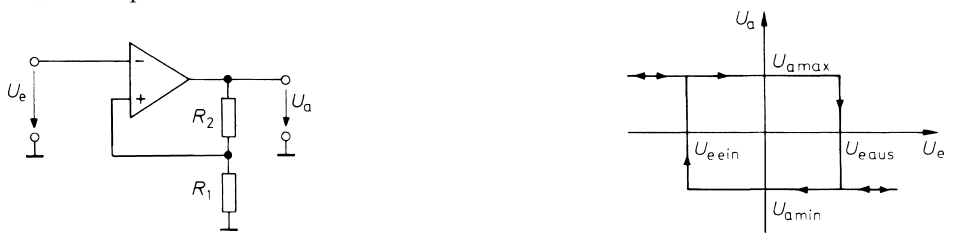 U_e
−
+
R_2
R_1
U_a
U_a
U_a max
U_e ein
U_e aus
U_e
U_a min